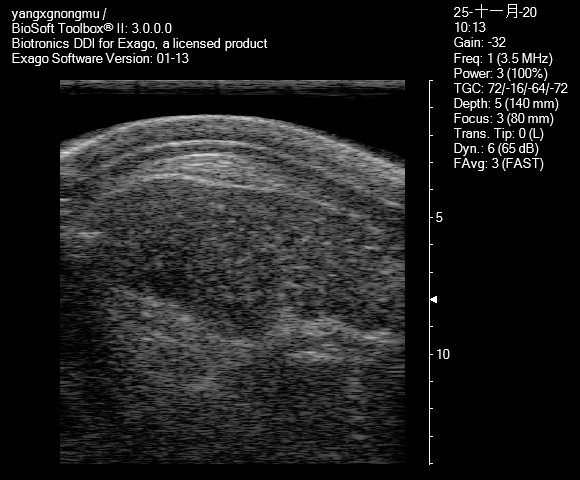 yangxgnongmu /
BioSoft Toolbox® II: 3.0.0.0
Biotronics DDI for Exago, a licensed product
Exago Software Version: 01-13
25-十一月-20
10:13
Gain: -32
Freq: 1 (3.5 MHz)
Power: 3 (100%)
TGC: 72/-16/-64/-72
Depth: 5 (140 mm)
Focus: 3 (80 mm)
Trans. Tip: 0 (L)
Dyn.: 6 (65 dB)
FAvg: 3 (FAST)
5
10